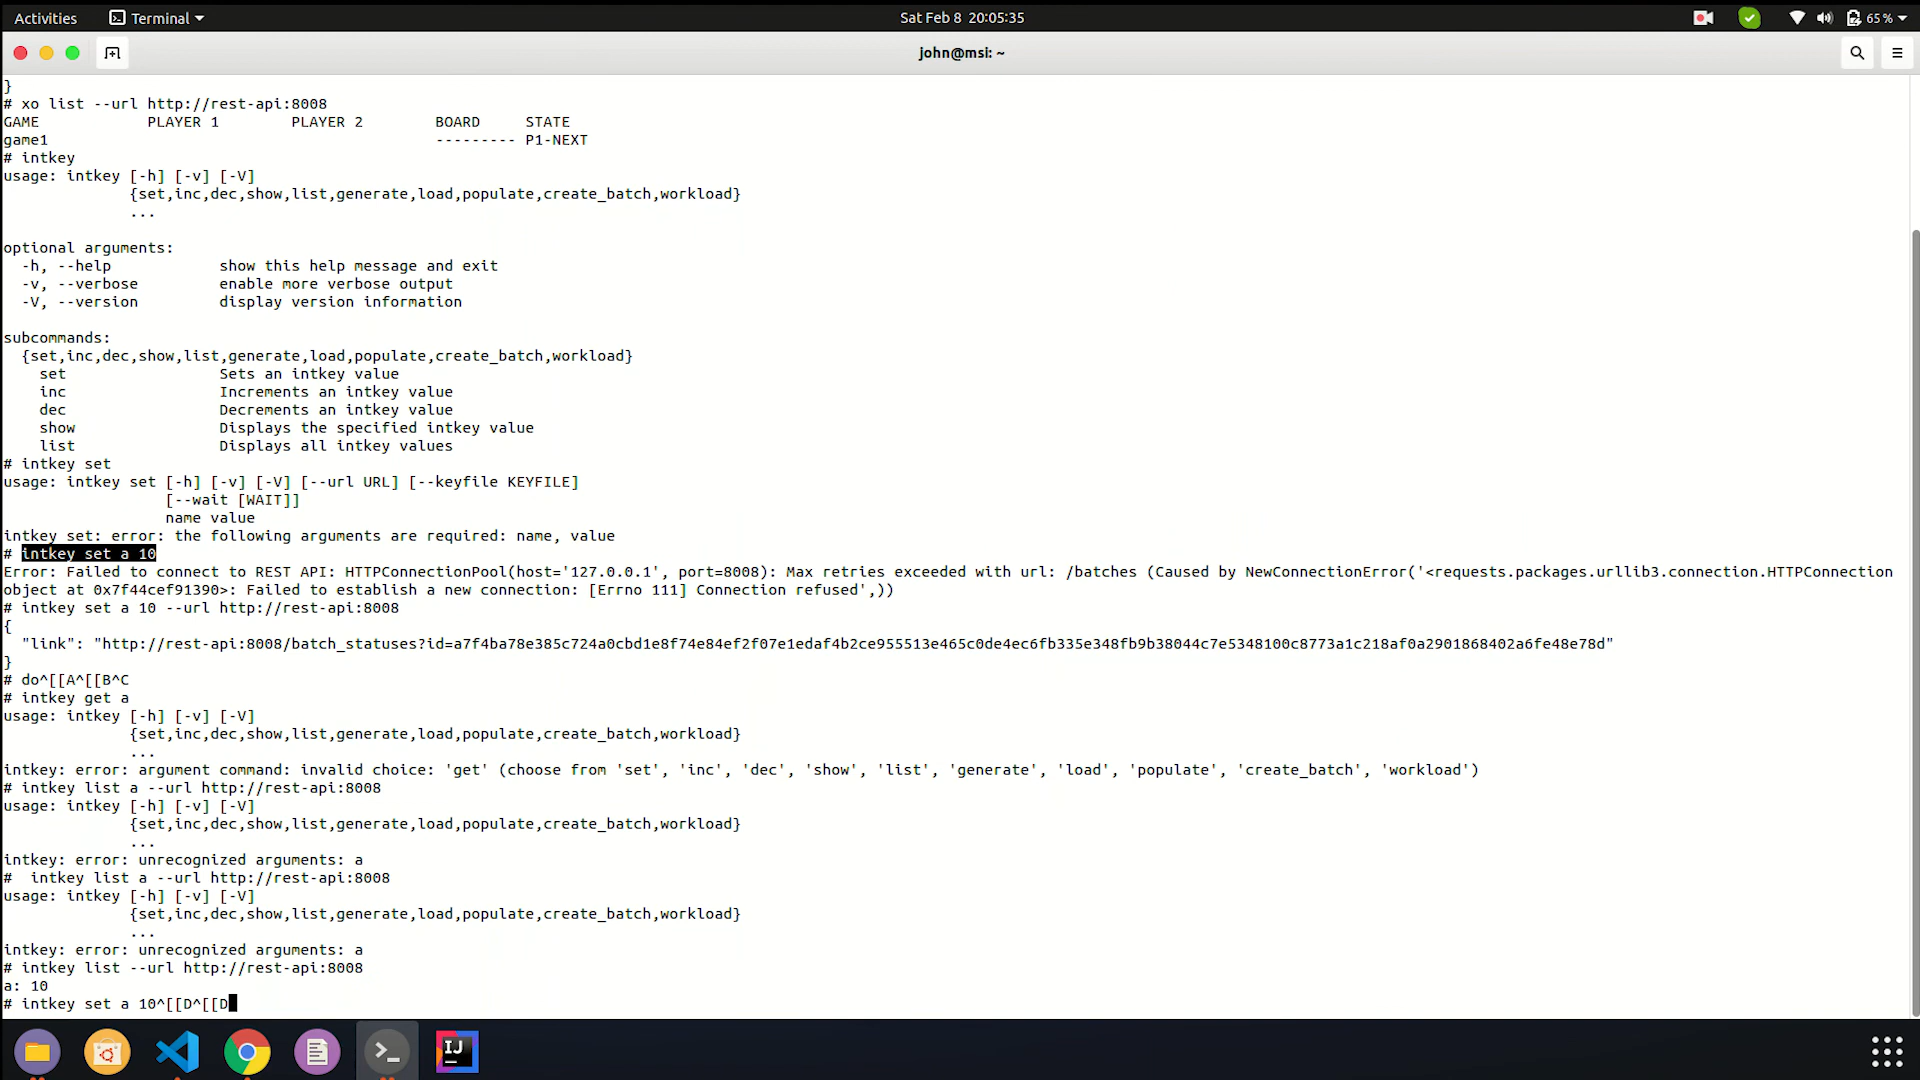 Activities Terminal Sat Feb 8 20:05:35 65 %
john@msi: ~
}
# xo list --url http://rest-api:8008
GAME PLAYER 1 PLAYER 2 BOARD STATE
game1 --------- P1-NEXT
# intkey
usage: intkey [-h] [-v] [-V]
{set,inc,dec,show,list,generate,load,populate,create_batch,workload}
...
optional arguments:
-h, --help show this help message and exit
-v, --verbose enable more verbose output
-V, --version display version information
subcommands:
{set,inc,dec,show,list,generate,load,populate,create_batch,workload}
set Sets an intkey value
inc Increments an intkey value
dec Decrements an intkey value
show Displays the specified intkey value
list Displays all intkey values
# intkey set
usage: intkey set [-h] [-v] [-V] [--url URL] [--keyfile KEYFILE]
[--wait [WAIT]]
name value
intkey set: error: the following arguments are required: name, value
# intkey set a 10
Error: Failed to connect to REST API: HTTPConnectionPool(host='127.0.0.1', port=8008): Max retries exceeded with url: /batches (Caused by NewConnectionError('<requests.packages.urllib3.connection.HTTPConnection
object at 0x7f44cef91390>: Failed to establish a new connection: [Errno 111] Connection refused',))
# intkey set a 10 --url http://rest-api:8008
{
"link": "http://rest-api:8008/batch_statuses?id=a7f4ba78e385c724a0cbd1e8f74e84ef2f07e1edaf4b2ce955513e465c0de4ec6fb335e348fb9b38044c7e5348100c8773a1c218af0a2901868402a6fe48e78d"
}
# do^[[A^[[B^C
# intkey get a
usage: intkey [-h] [-v] [-V]
{set,inc,dec,show,list,generate,load,populate,create_batch,workload}
...
intkey: error: argument command: invalid choice: 'get' (choose from 'set', 'inc', 'dec', 'show', 'list', 'generate', 'load', 'populate', 'create_batch', 'workload')
# intkey list a --url http://rest-api:8008
usage: intkey [-h] [-v] [-V]
{set,inc,dec,show,list,generate,load,populate,create_batch,workload}
...
intkey: error: unrecognized arguments: a
#  intkey list a --url http://rest-api:8008
usage: intkey [-h] [-v] [-V]
{set,inc,dec,show,list,generate,load,populate,create_batch,workload}
...
intkey: error: unrecognized arguments: a
# intkey list --url http://rest-api:8008
a: 10
# intkey set a 10^[[D^[[D
IJ